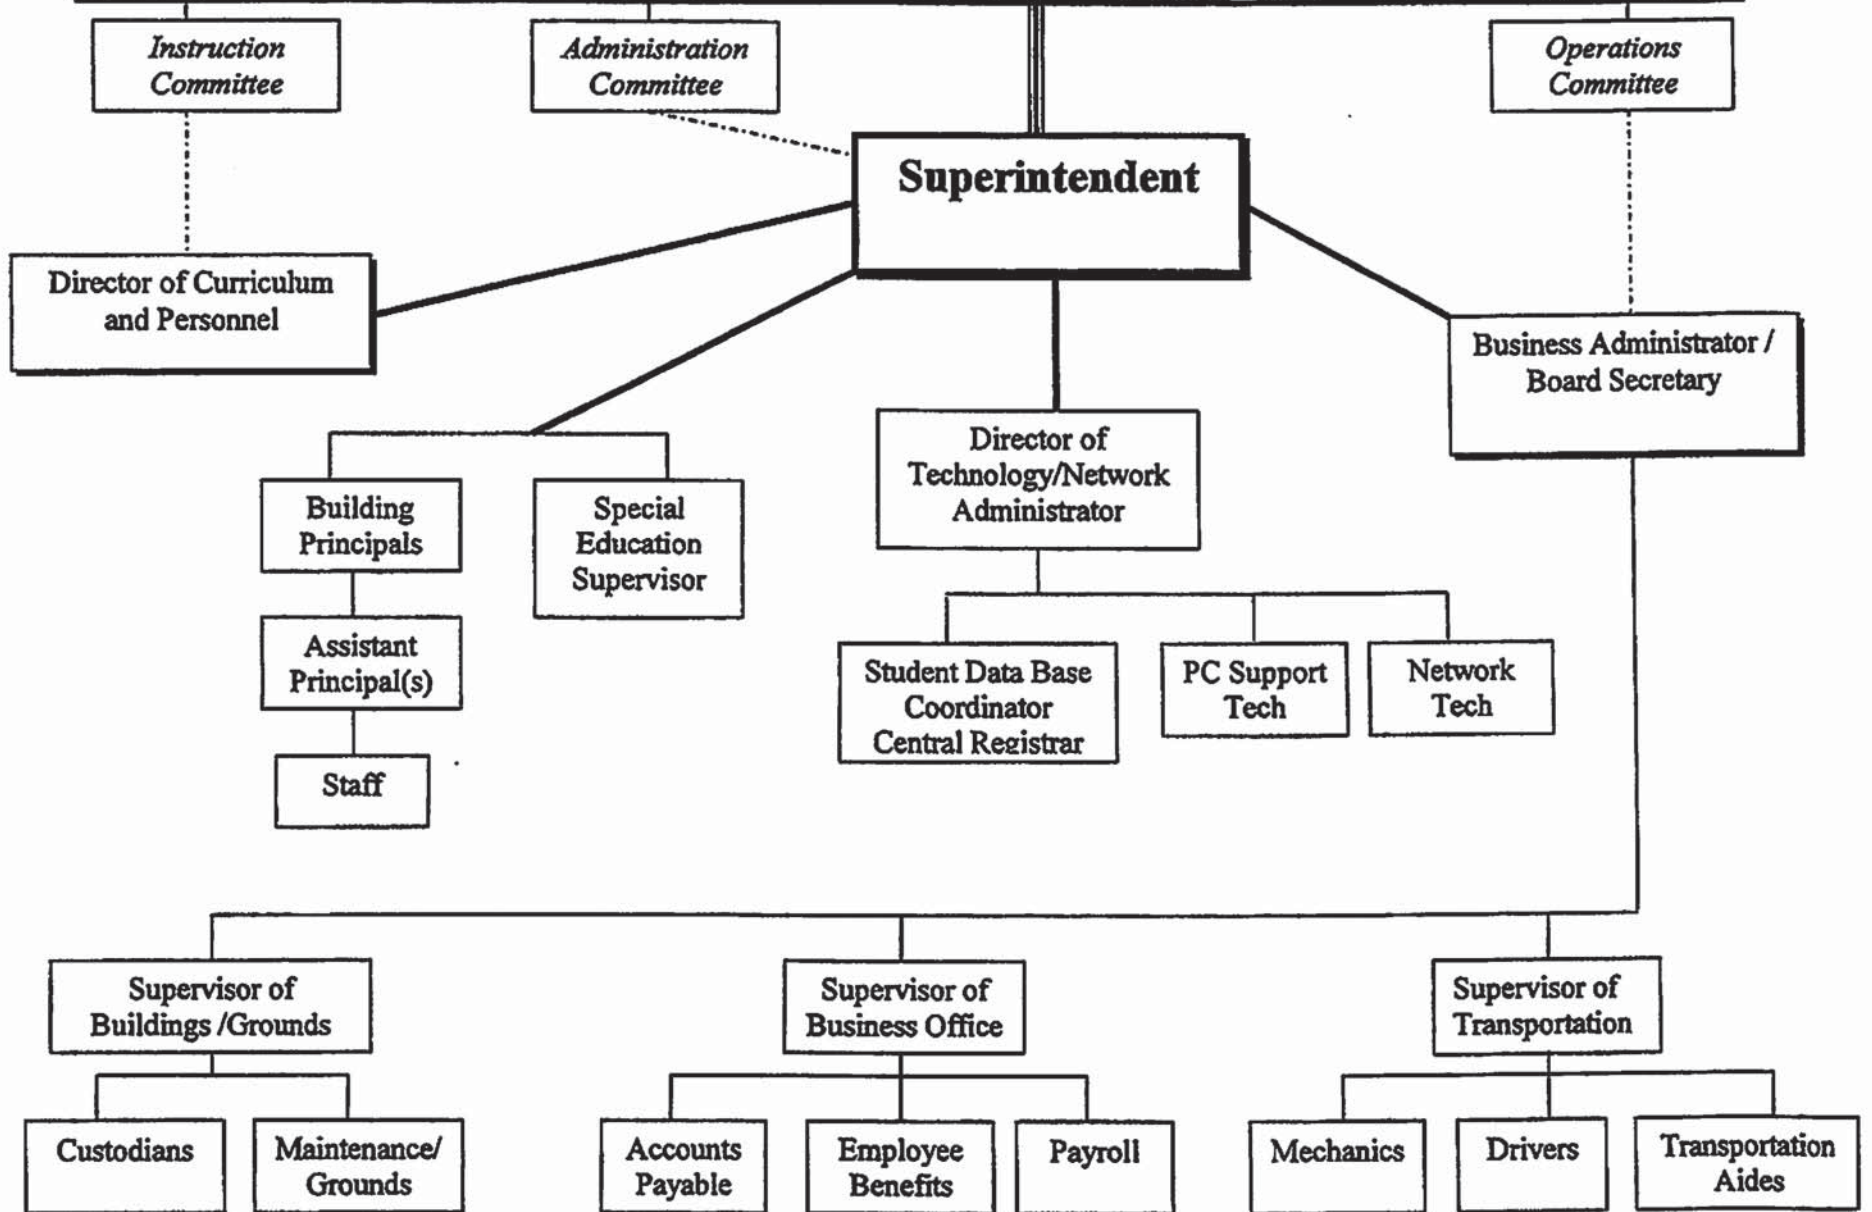 Instruction
Committee
Administration
Committee
Operations
Committee
Superintendent
Director of Curriculum
and Personnel
Business Administrator /
Board Secretary
Director of
Technology/Network
Administrator
Building
Principals
Special
Education
Supervisor
Assistant
Principal(s)
Staff
Student Data Base
Coordinator
Central Registrar
PC Support
Tech
Network
Tech
Supervisor of
Buildings /Grounds
Supervisor of
Business Office
Supervisor of
Transportation
Custodians
Maintenance/
Grounds
Accounts
Payable
Employee
Benefits
Payroll
Mechanics
Drivers
Transportation
Aides